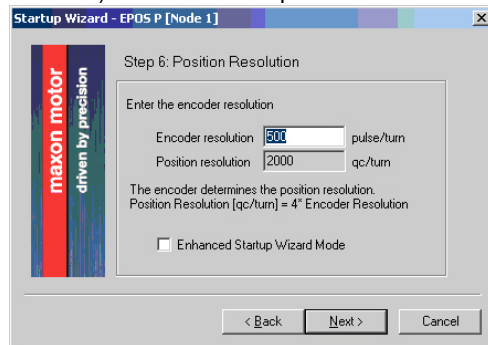 Startup Wizard - EPOS P [Node 1]
maxon motor
driven by precision
Step 6: Position Resolution
Enter the encoder resolution
Encoder resolution 500 pulse/turn
Position resolution 2000 qc/turn
The encoder determines the position resolution.
Position Resolution [qc/turn] = 4* Encoder Resolution
Enhanced Startup Wizard Mode
< Back Next > Cancel